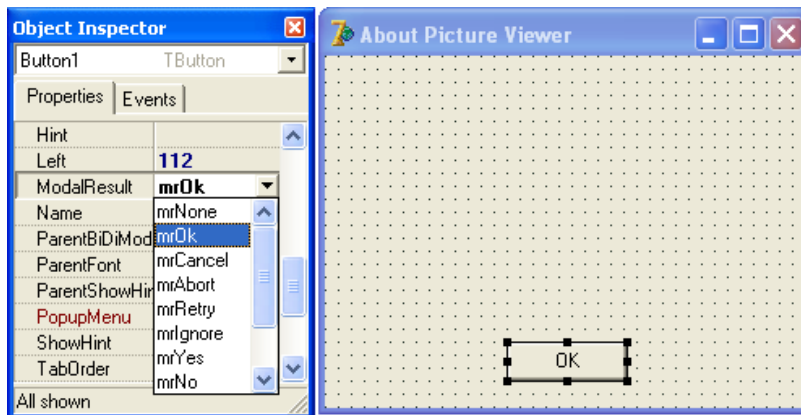 Object Inspector
Button1 TButton
Properties Events
Hint
Left 112
ModalResult mrOk
Name mrNone
ParentBiDiMod mrOk
ParentFont mrCancel
ParentShowHin mrAbort
PopupMenu mrRetry
ShowHint mrIgnore
TabOrder mrYes
mrNo
All shown
About Picture Viewer
OK